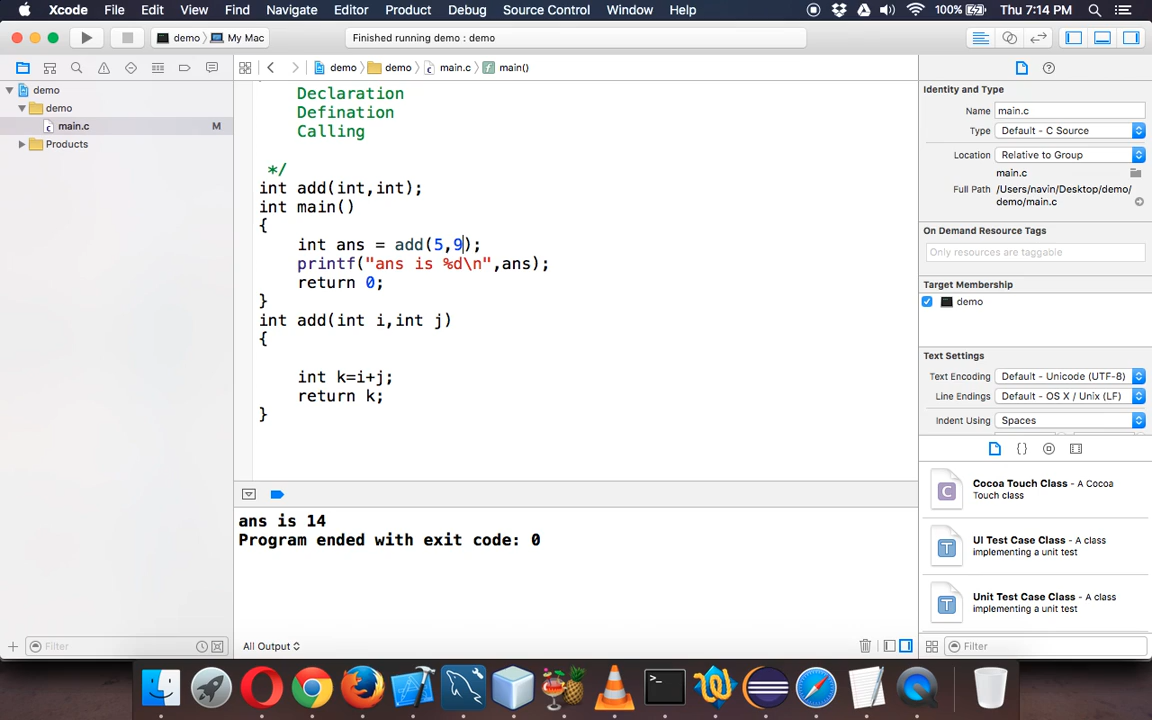 Xcode File Edit View Find Navigate Editor Product Debug Source Control Window Help 100% Thu 7:14 PM
demo My Mac Finished running demo : demo
demo demo main.c main()
demo
demo
main.c M
Products
Declaration
Defination
Calling
*/
int add(int,int);
int main()
{
int ans = add(5,9);
printf("ans is %d\n",ans);
return 0;
}
int add(int i,int j)
{
int k=i+j;
return k;
}
ans is 14
Program ended with exit code: 0
Filter
All Output
Identity and Type
Name main.c
Type Default - C Source
Location Relative to Group
main.c
Full Path /Users/navin/Desktop/demo/
demo/main.c
On Demand Resource Tags
Only resources are taggable
Target Membership
demo
Text Settings
Text Encoding Default - Unicode (UTF-8)
Line Endings Default - OS X / Unix (LF)
Indent Using Spaces
{ }
C Cocoa Touch Class - A Cocoa
Touch class
T UI Test Case Class - A class
implementing a unit test
T Unit Test Case Class - A class
implementing a unit test
Filter